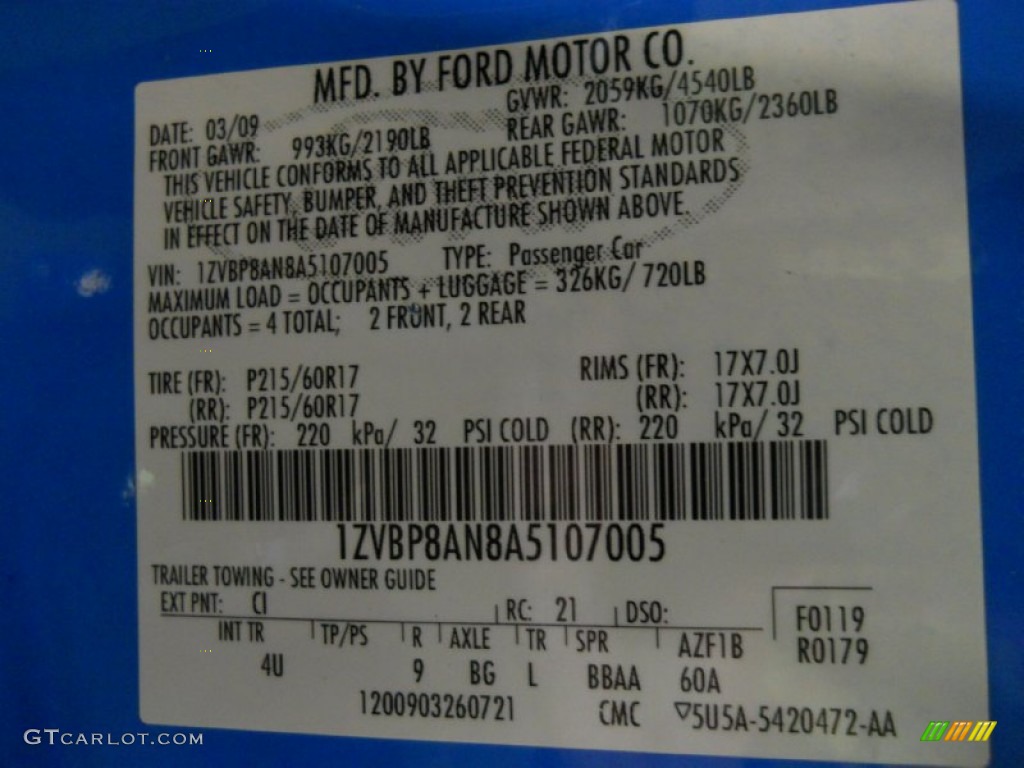 MFD. BY FORD MOTOR CO.
DATE: 03/09 GVWR: 2059KG/4540LB
FRONT GAWR: 993KG/2190LB REAR GAWR: 1070KG/2360LB
THIS VEHICLE CONFORMS TO ALL APPLICABLE FEDERAL MOTOR
VEHICLE SAFETY, BUMPER, AND THEFT PREVENTION STANDARDS
IN EFFECT ON THE DATE OF MANUFACTURE SHOWN ABOVE.
VIN: 1ZVBP8AN8A5107005 TYPE: Passenger Car
MAXIMUM LOAD = OCCUPANTS + LUGGAGE = 326KG/ 720LB
OCCUPANTS = 4 TOTAL; 2 FRONT, 2 REAR
TIRE (FR): P215/60R17 RIMS (FR): 17X7.0J
(RR): P215/60R17 (RR): 17X7.0J
PRESSURE (FR): 220 kPa/ 32 PSI COLD (RR): 220 kPa/ 32 PSI COLD
1ZVBP8AN8A5107005
TRAILER TOWING - SEE OWNER GUIDE
EXT PNT: CI RC: 21 DSO: F0119
INT TR TP/PS R AXLE TR SPR AZF1B R0179
4U 9 BG L BBAA 60A
1200903260721 CMC ▽5U5A-5420472-AA
GTCARLOT.COM